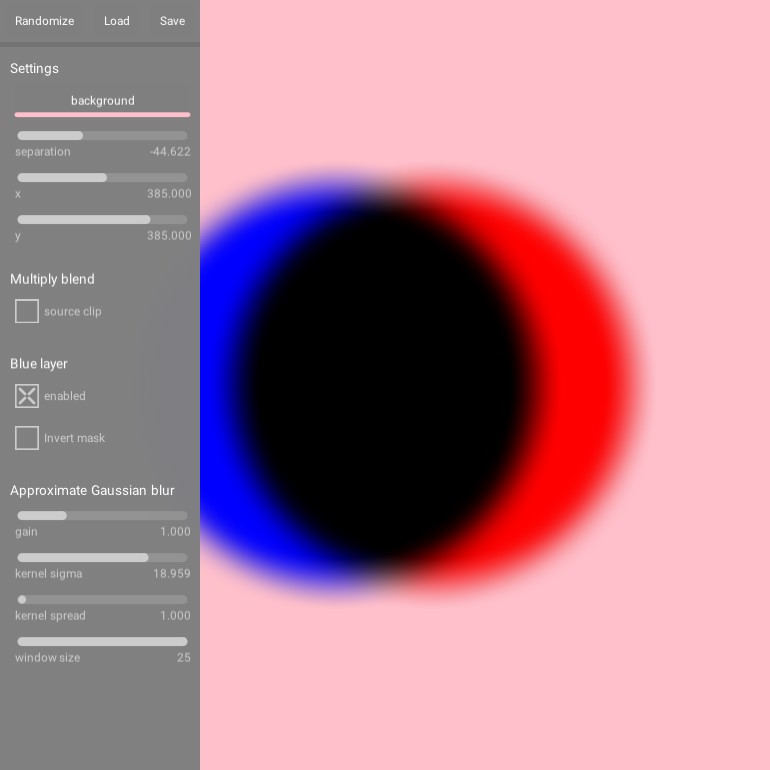 Randomize Load Save
Settings
background
separation -44.622
x 385.000
y 385.000
Multiply blend
source clip
Blue layer
enabled
Invert mask
Approximate Gaussian blur
gain 1.000
kernel sigma 18.959
kernel spread 1.000
window size 25